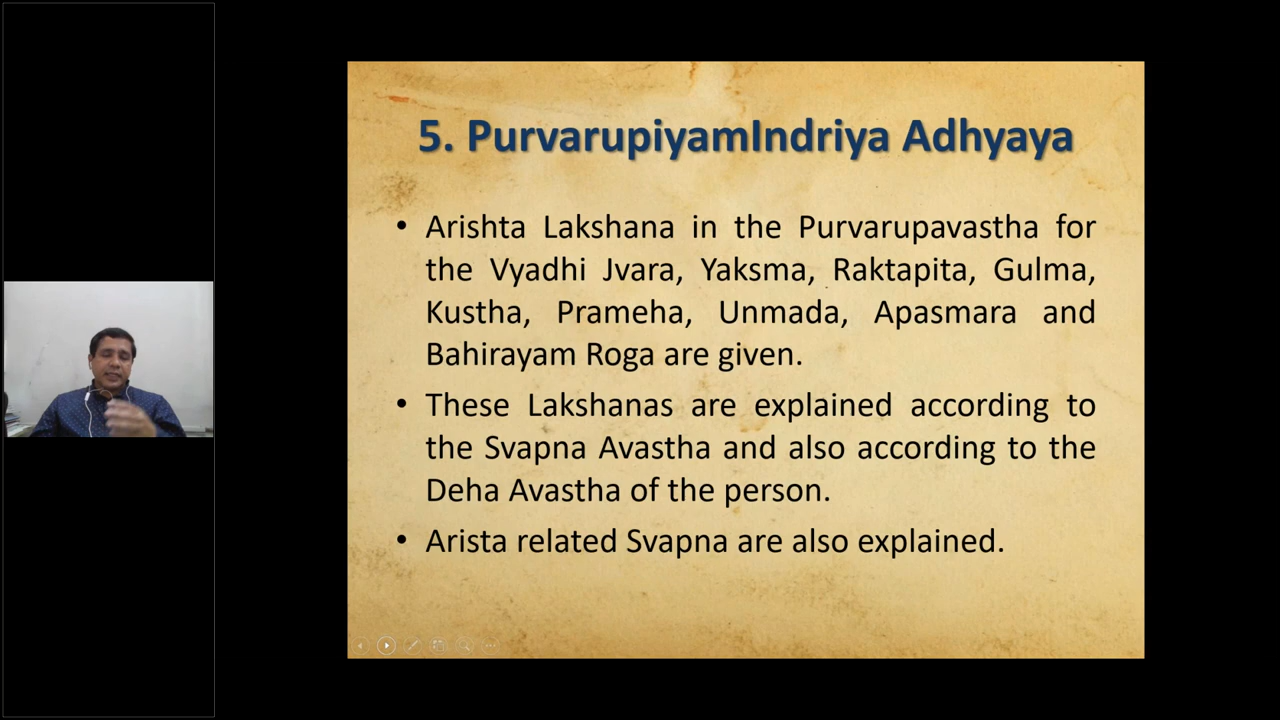 5. PurvarupiyamIndriya Adhyaya
• Arishta Lakshana in the Purvarupavastha for
the Vyadhi Jvara, Yaksma, Raktapita, Gulma,
Kustha, Prameha, Unmada, Apasmara and
Bahirayam Roga are given.
• These Lakshanas are explained according to
the Svapna Avastha and also according to the
Deha Avastha of the person.
• Arista related Svapna are also explained.